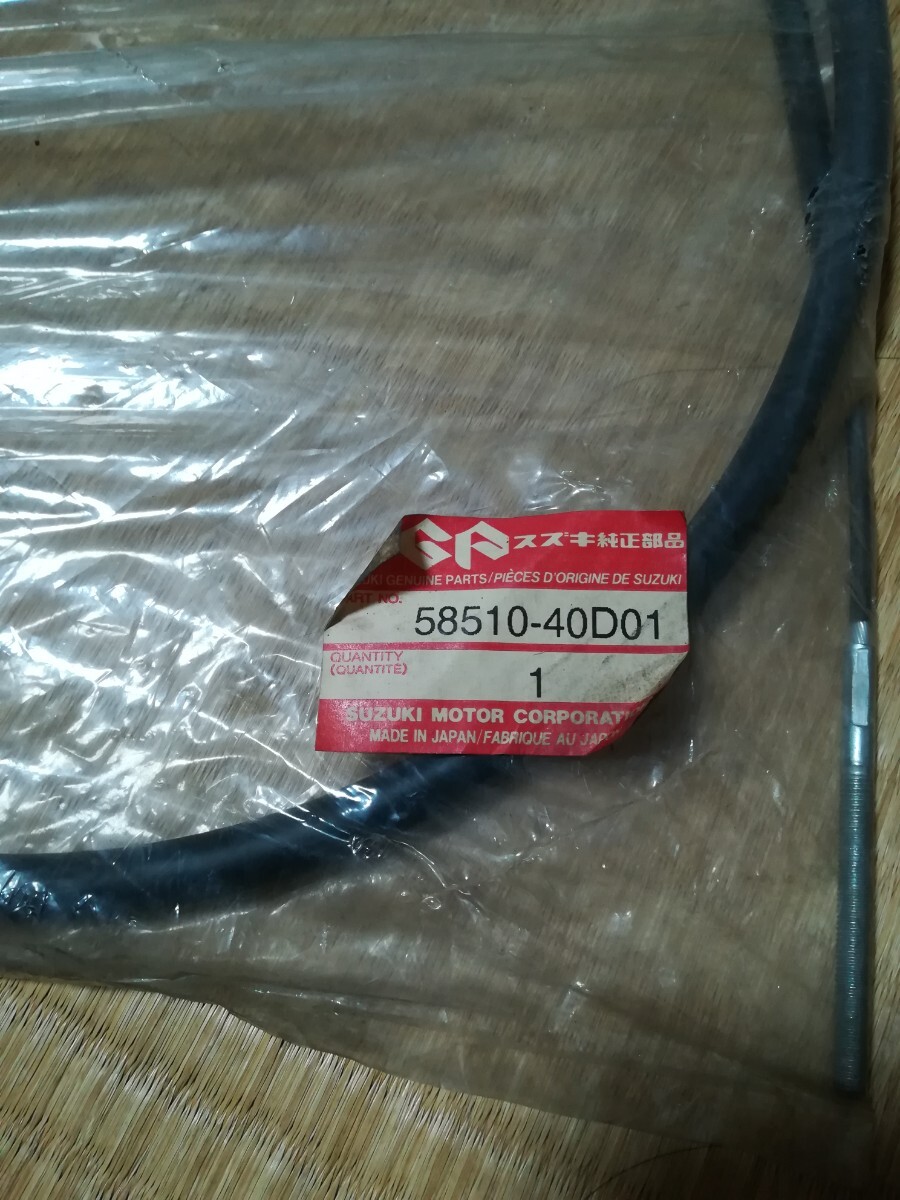 SP スズキ純正部品
SUZUKI GENUINE PARTS/PIÈCES D'ORIGINE DE SUZUKI
PART NO.
58510-40D01
QUANTITY
(QUANTITÉ)
1
SUZUKI MOTOR CORPORATI
MADE IN JAPAN/FABRIQUE AU JAP